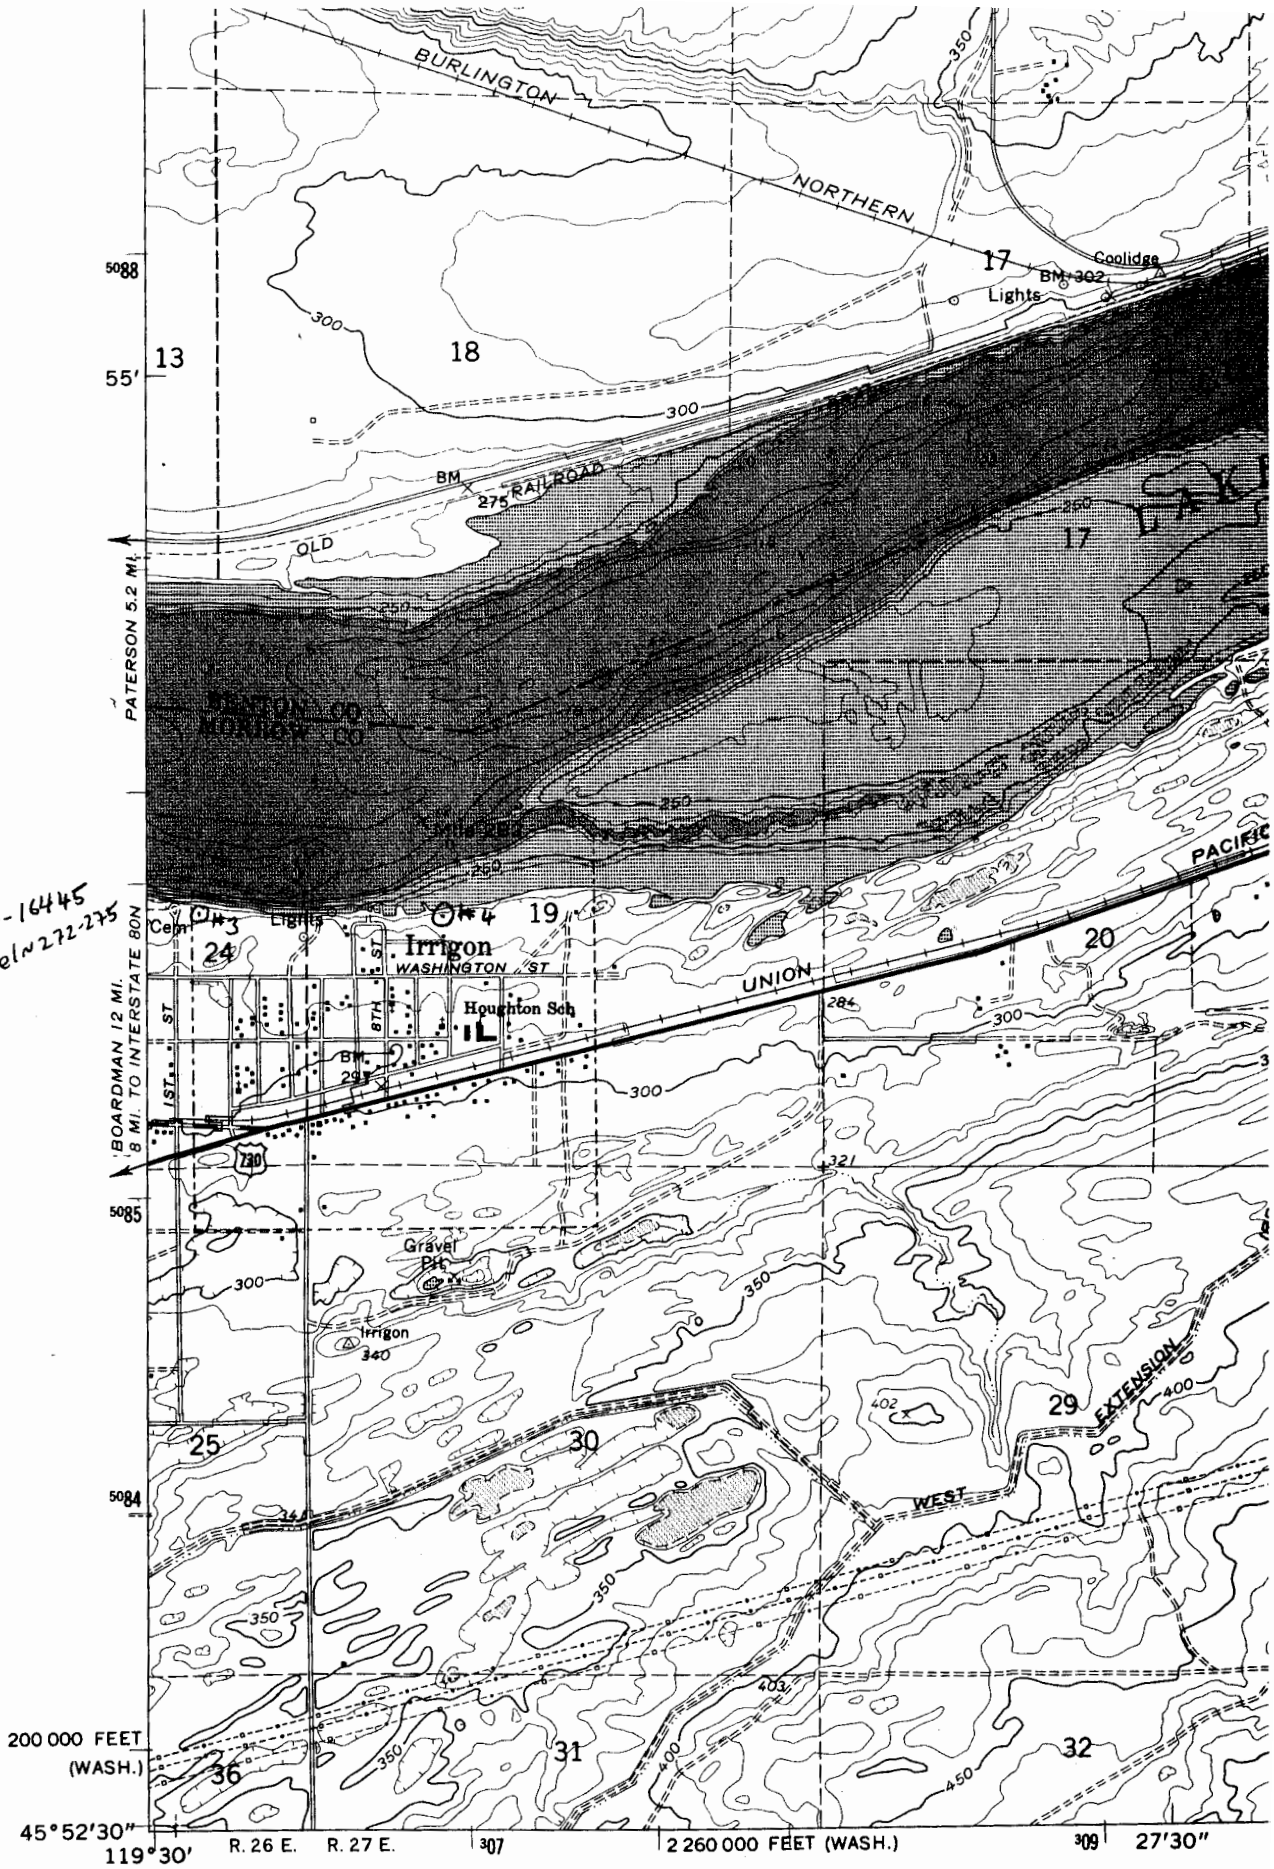 BURLINGTON
350
NORTHERN
5088
17
Coolidge
BM 302
Lights
300
13
18
55'
300
BM
275
RAILROAD
OLD
250
17
LAKE
250
PATERSON 5.2 MI.
BENTON CO
MORROW CO
250
Mile 282
250
PACIFIC
-16445
el~272-275
Cem
#3
Lights
#4
19
24
Irrigon
20
ST
WASHINGTON ST
UNION
284
Houghton Sch
1ST ST
8TH
300
BM
BOARDMAN 12 MI.
8 MI. TO INTERSTATE 80N
300
730
321
5085
Gravel
Pit
300
350
Irrigon
340
402
29
EXTENSION
400
25
30
5084
WEST
350
350
403
200 000 FEET
(WASH.)
36
350
31
400
32
450
45°52'30"
119°30'
R. 26 E. R. 27 E.
307
2 260 000 FEET (WASH.)
309
27'30"